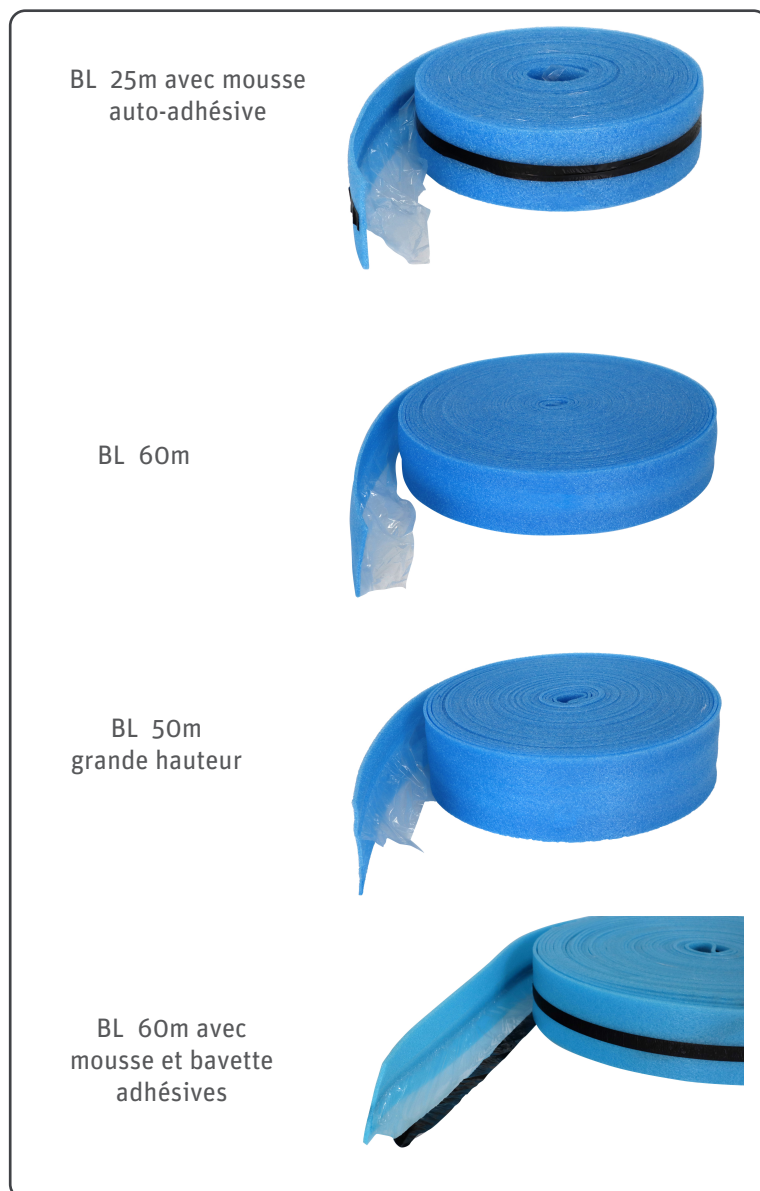 BL 25m avec mousse
auto-adhésive
BL 60m
BL 50m
grande hauteur
BL 60m avec
mousse et bavette
adhésives